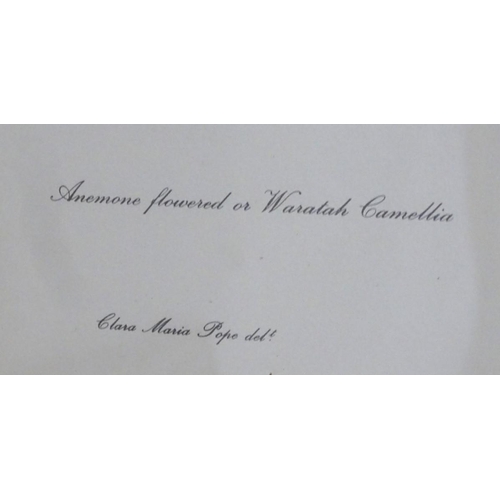 Anemone flowered or Waratah Camellia
Clara Maria Pope delt.